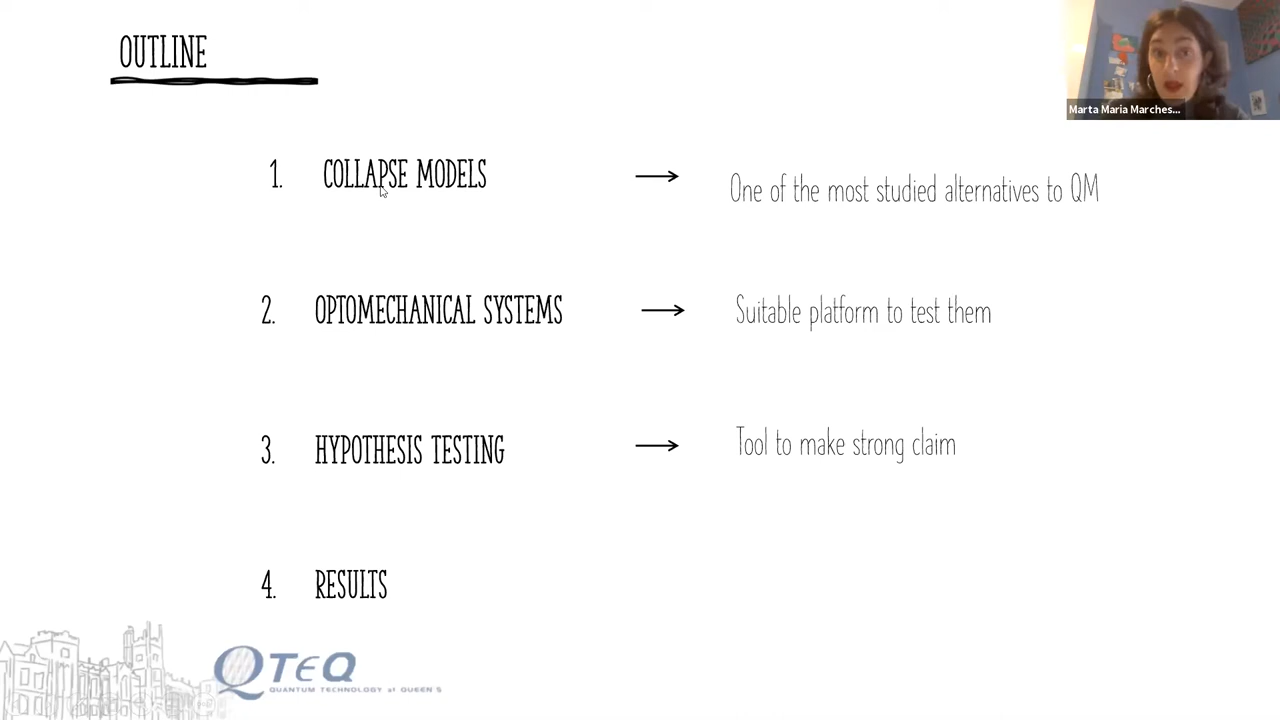 OUTLINE
Marta Maria Marches...
1. COLLAPSE MODELS
One of the most studied alternatives to QM
2. OPTOMECHANICAL SYSTEMS
Suitable platform to test them
3. HYPOTHESIS TESTING
Tool to make strong claim
4. RESULTS
QTeQ
QUANTUM TECHNOLOGY at QUEEN'S